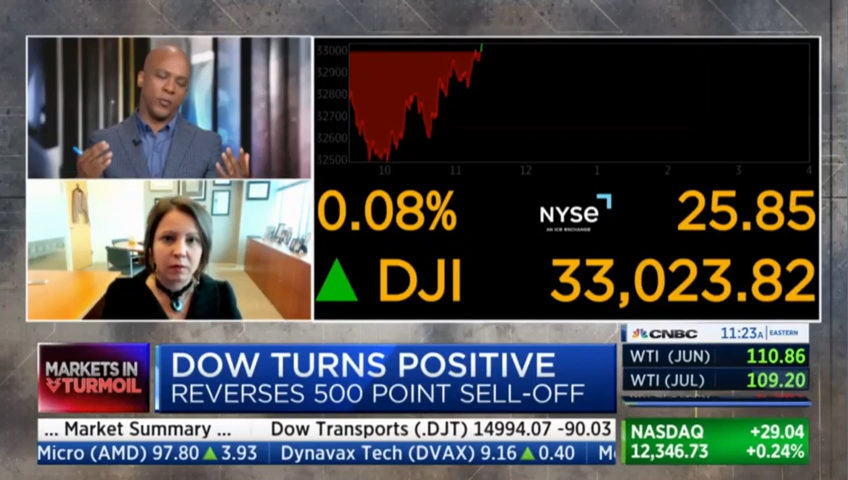 33000
32900
32800
32700
32600
32500
10 11 12 1 2 3 4
0.08% NYSE 25.85
AN ICE EXCHANGE
DJI 33,023.82
CNBC 11:23A EASTERN
MARKETS IN
TURMOIL
DOW TURNS POSITIVE
REVERSES 500 POINT SELL-OFF
WTI (JUN) 110.86
WTI (JUL) 109.20
... Market Summary ... Dow Transports (.DJT) 14994.07 -90.03
Micro (AMD) 97.80 3.93 Dynavax Tech (DVAX) 9.16 0.40
NASDAQ +29.04
12,346.73 +0.24%